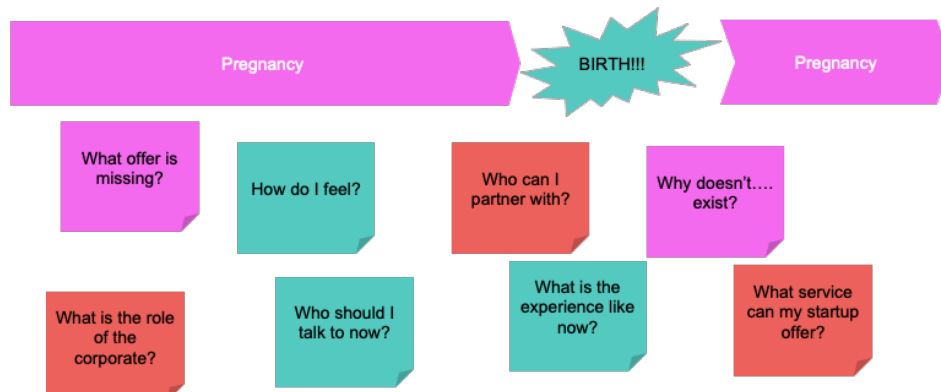 Pregnancy
BIRTH!!!
Pregnancy
What offer is
missing?
How do I feel?
Who can I
partner with?
Why doesn't....
exist?
What is the role
of the
corporate?
Who should I
talk to now?
What is the
experience like
now?
What service
can my startup
offer?